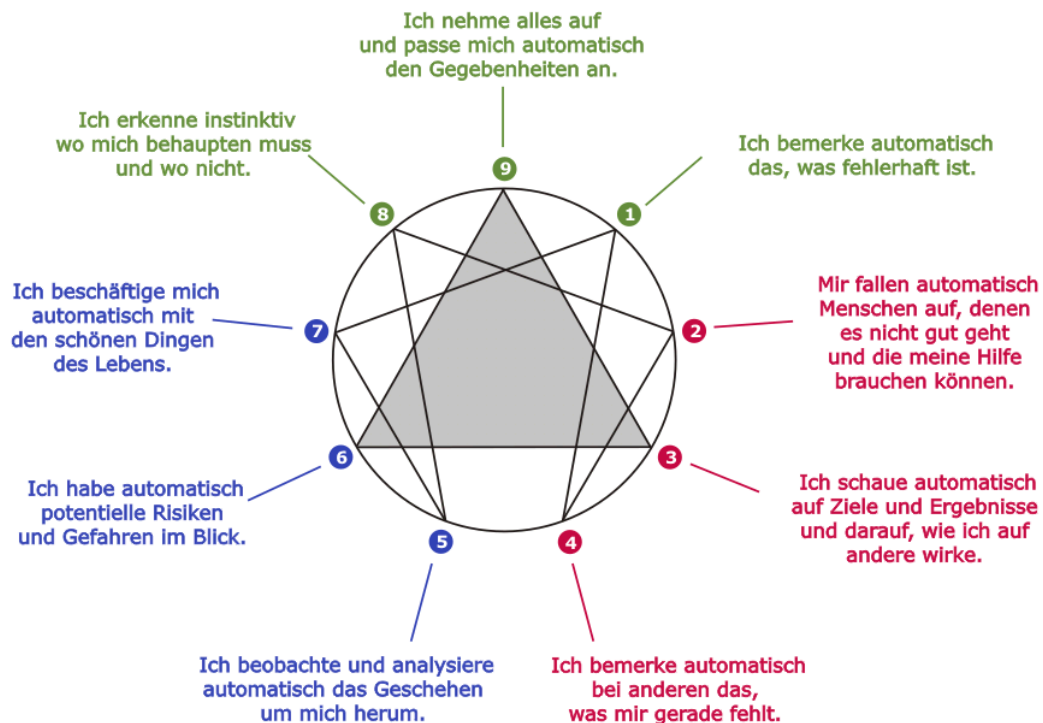 Ich nehme alles auf
und passe mich automatisch
den Gegebenheiten an.
Ich erkenne instinktiv
wo mich behaupten muss
und wo nicht.
Ich bemerke automatisch
das, was fehlerhaft ist.
9
8
1
Ich beschäftige mich
automatisch mit
den schönen Dingen
des Lebens.
7
2
Mir fallen automatisch
Menschen auf, denen
es nicht gut geht
und die meine Hilfe
brauchen können.
6
3
Ich habe automatisch
potentielle Risiken
und Gefahren im Blick.
Ich schaue automatisch
auf Ziele und Ergebnisse
und darauf, wie ich auf
andere wirke.
5
4
Ich beobachte und analysiere
automatisch das Geschehen
um mich herum.
Ich bemerke automatisch
bei anderen das,
was mir gerade fehlt.